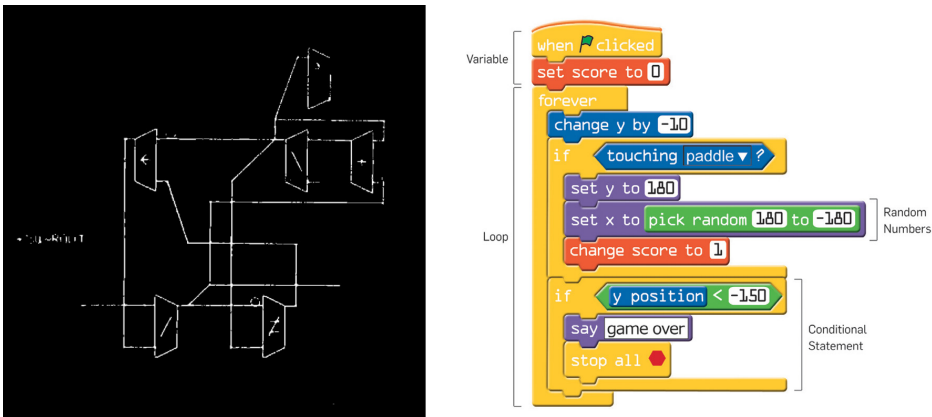 Variable
when clicked
set score to 0
Loop
forever
change y by -10
if touching paddle ▼ ?
set y to 180
set x to pick random 180 to -180
Random
Numbers
change score to 1
if y position < -150
say game over
stop all
Conditional
Statement